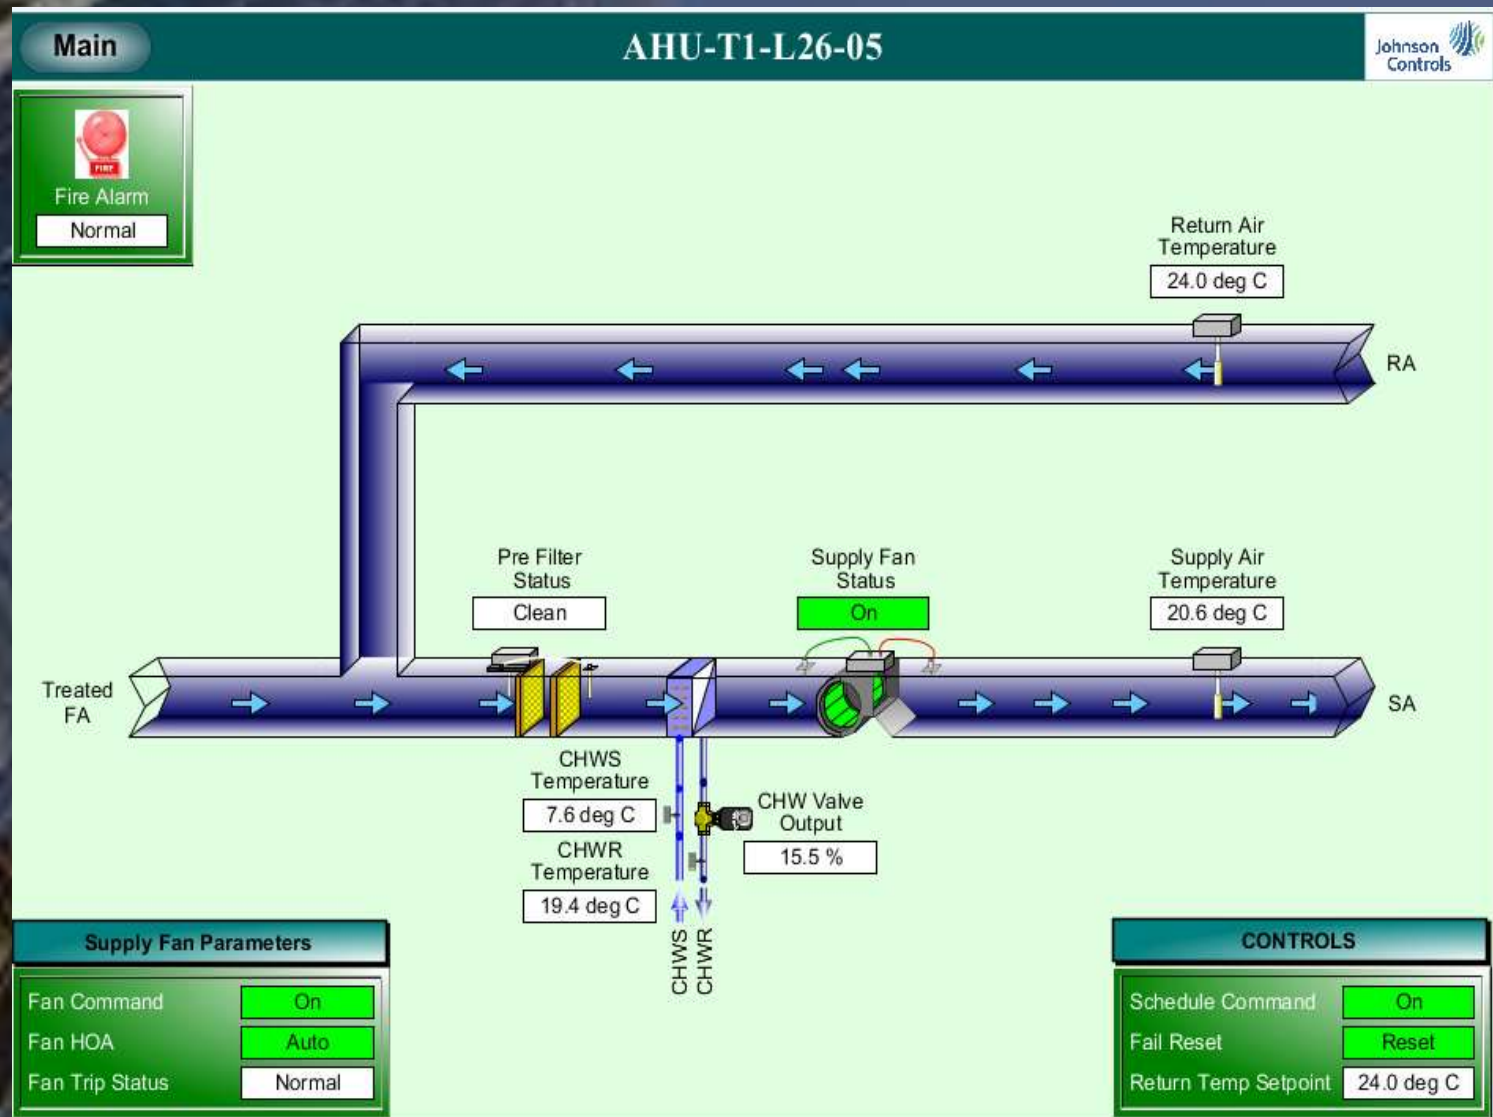 Main
AHU-T1-L26-05
Johnson
Controls
FIRE
Fire Alarm
Normal
Return Air
Temperature
24.0 deg C
RA
Pre Filter
Status
Clean
Supply Fan
Status
On
Supply Air
Temperature
20.6 deg C
Treated
FA
SA
CHWS
Temperature
7.6 deg C
CHWR
Temperature
19.4 deg C
CHW Valve
Output
15.5 %
CHWS
CHWR
Supply Fan Parameters
Fan Command On
Fan HOA Auto
Fan Trip Status Normal
CONTROLS
Schedule Command On
Fail Reset Reset
Return Temp Setpoint 24.0 deg C